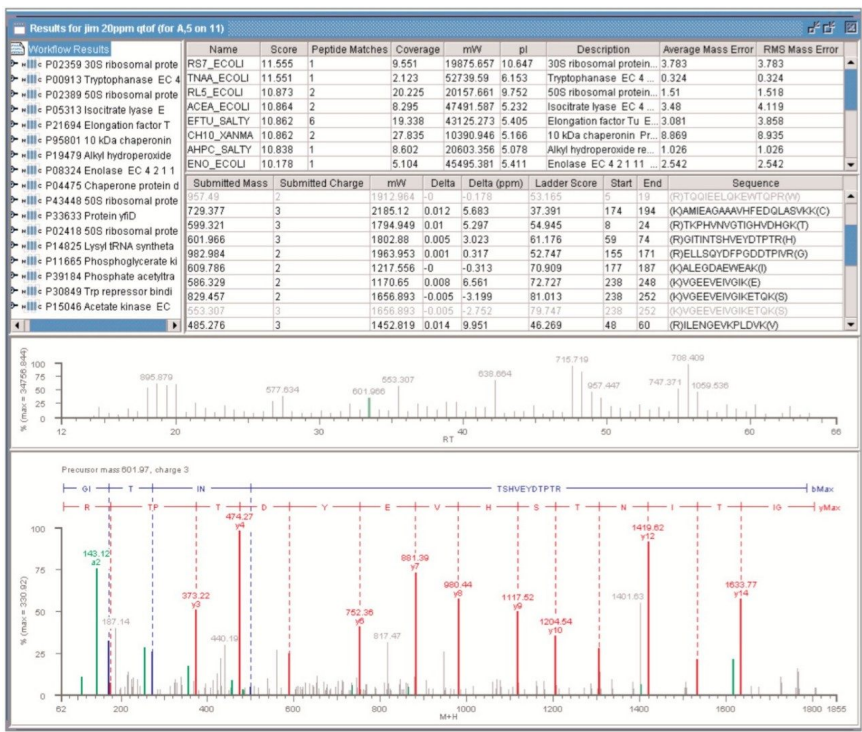 Results for jim 20ppm qtof (for A,5 on 11)
Workflow Results
P02359 30S ribosomal prote
P00913 Tryptophanase EC 4
P02389 50S ribosomal prote
P05313 Isocitrate lyase E
P21694 Elongation factor T
P95801 10 kDa chaperonin
P19479 Alkyl hydroperoxide
P08324 Enolase EC 4 2 1 1
P04475 Chaperone protein d
P43448 50S ribosomal prote
P33633 Protein yfiD
P02418 50S ribosomal prote
P14825 Lysyl tRNA syntheta
P11665 Phosphoglycerate ki
P39184 Phosphate acetyltra
P30849 Trp repressor bindi
P15046 Acetate kinase EC
Name Score Peptide Matches Coverage mW pI Description Average Mass Error RMS Mass Error
RS7_ECOLI 11.555 1 9.551 19875.657 10.647 30S ribosomal protein... 3.783 3.783
TNAA_ECOLI 11.551 1 2.123 52739.59 6.153 Tryptophanase EC 4 ... 0.324 0.324
RL5_ECOLI 10.873 2 20.225 20157.661 9.752 50S ribosomal protein... 1.51 1.518
ACEA_ECOLI 10.864 2 8.295 47491.587 5.232 Isocitrate lyase EC 4... 3.48 4.119
EFTU_SALTY 10.862 6 19.338 43125.273 5.405 Elongation factor Tu E... 3.081 3.858
CH10_XANMA 10.862 2 27.835 10390.946 5.166 10 kDa chaperonin Pr... 8.869 8.935
AHPC_SALTY 10.838 1 8.602 20603.356 5.078 Alkyl hydroperoxide re... 1.026 1.026
ENO_ECOLI 10.178 1 5.104 45495.381 5.411 Enolase EC 4 2 1 11 ... 2.542 2.542
Submitted Mass Submitted Charge mW Delta Delta (ppm) Ladder Score Start End Sequence
957.49 2 1912.964 -0 -0.178 53.165 5 19 (R)TQQIEELQKEWTQPR(W)
729.377 3 2185.12 0.012 5.683 37.391 174 194 (K)AMIEAGAAAVHFEDQLASVKK(C)
599.321 3 1794.949 0.01 5.297 54.945 8 24 (R)TKPHVNVGTIGHVDHGK(T)
601.966 3 1802.88 0.005 3.023 61.176 59 74 (R)GITINTSHVEYDTPTR(H)
982.984 2 1963.953 0.001 0.317 52.747 155 171 (R)ELLSQYDFPGDDTPIVR(G)
609.786 2 1217.556 -0 -0.313 70.909 177 187 (K)ALEGDAEWEAK(I)
586.329 2 1170.65 0.008 6.561 72.727 238 248 (K)VGEEVEIVGIK(E)
829.457 2 1656.893 -0.005 -3.199 81.013 238 252 (K)VGEEVEIVGIKETQK(S)
553.307 3 1656.893 -0.005 -2.752 79.747 238 252 (K)VGEEVEIVGIKETQK(S)
485.276 3 1452.819 0.014 9.951 46.269 48 60 (R)ILENGEVKPLDVK(V)
% (max = 34756.844)
100
75
50
25
0
895.879
577.634
601.966
553.307
638.664
715.719
957.447
747.371
708.409
1059.536
12 20 30 40 50 60 65
RT
Precursor mass 601.97, charge 3
GI T IN TSHVEYDTPTR bMax
R TP T D Y E V H S T N I T IG yMax
% (max = 330.92)
100
75
50
25
0
143.12
a2
187.14
373.22
y3
440.19
474.27
y4
752.36
y6
817.47
881.39
y7
980.44
y8
1117.52
y9
1204.54
y10
1401.63
1419.62
y12
1633.77
y14
62 200 400 600 800 1000 1200 1400 1600 1800 1855
M+H